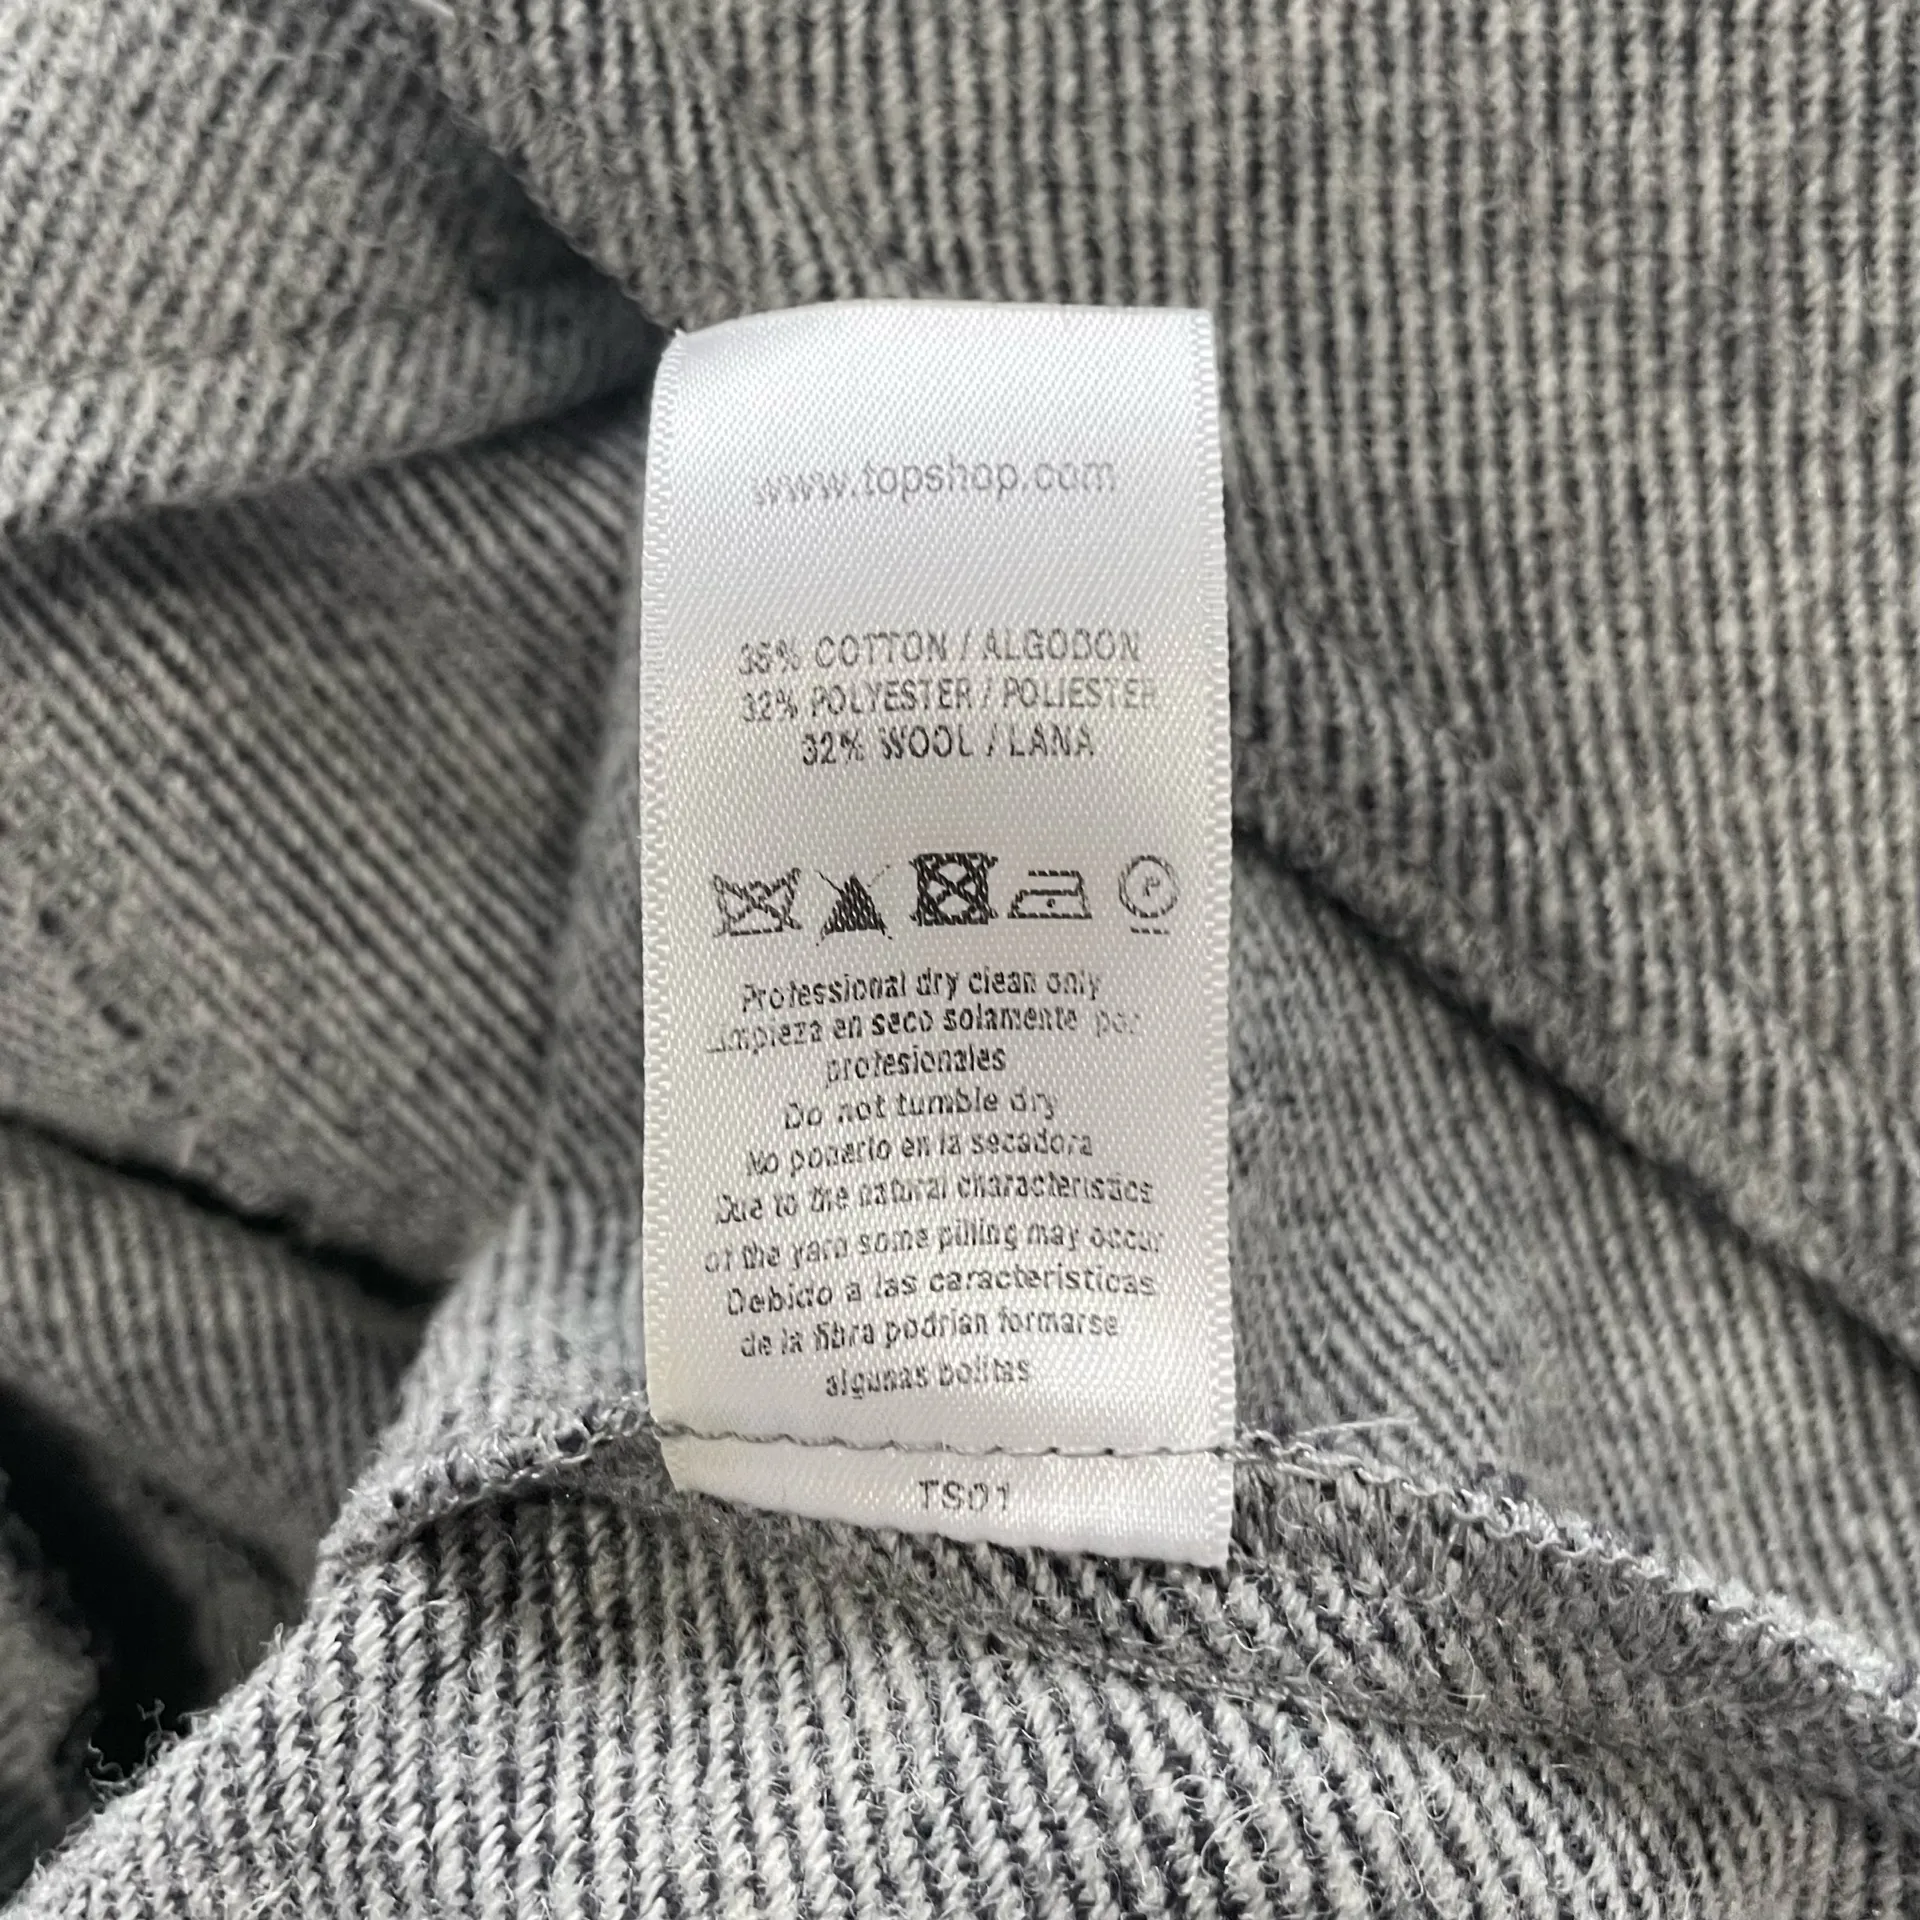 www.topshop.com
36% COTTON / ALGODON
32% POLYESTER / POLIESTER
32% WOOL / LANA
P
Professional dry clean only
Limpieza en seco solamente por
profesionales
Do not tumble dry
No ponerlo en la secadora
Due to the natural characteristics
of the yarn some pilling may occur
Debido a las caracteristicas
de la fibra podrian formarse
algunas bolitas
TS01